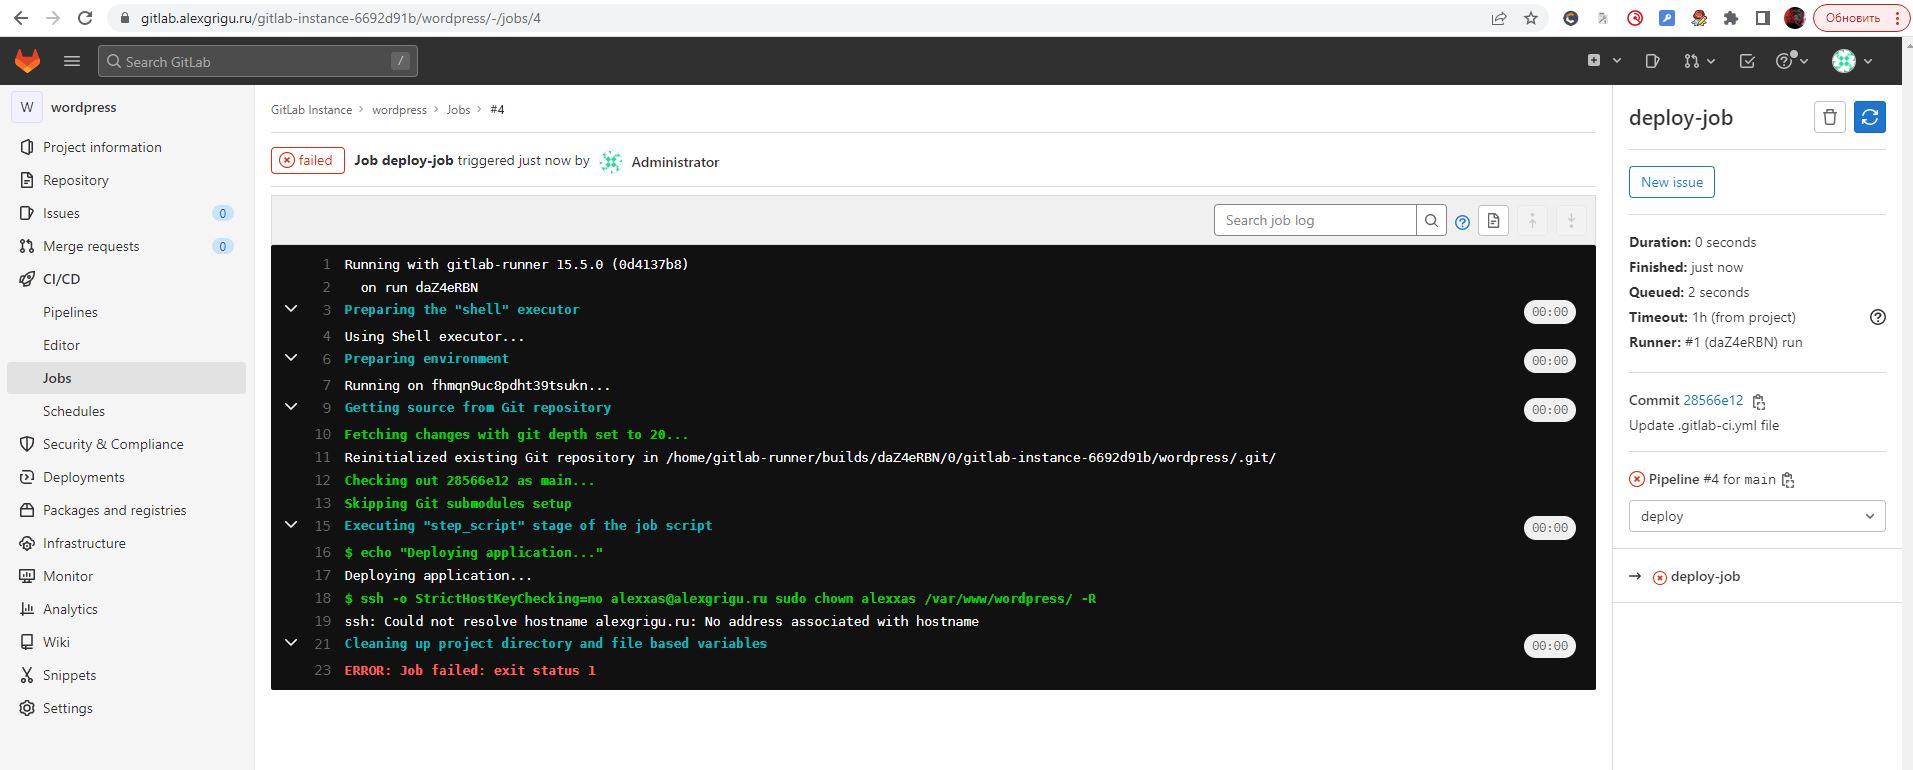 gitlab.alexgrigu.ru/gitlab-instance-6692d91b/wordpress/-/jobs/4
Обновить
Search GitLab
/
W wordpress
Project information
Repository
Issues 0
Merge requests 0
CI/CD
Pipelines
Editor
Jobs
Schedules
Security & Compliance
Deployments
Packages and registries
Infrastructure
Monitor
Analytics
Wiki
Snippets
Settings
GitLab Instance > wordpress > Jobs > #4
failed Job deploy-job triggered just now by Administrator
Search job log
1 Running with gitlab-runner 15.5.0 (0d4137b8)
2 on run daZ4eRBN
3 Preparing the "shell" executor 00:00
4 Using Shell executor...
6 Preparing environment 00:00
7 Running on fhmqn9uc8pdht39tsukn...
9 Getting source from Git repository 00:00
10 Fetching changes with git depth set to 20...
11 Reinitialized existing Git repository in /home/gitlab-runner/builds/daZ4eRBN/0/gitlab-instance-6692d91b/wordpress/.git/
12 Checking out 28566e12 as main...
13 Skipping Git submodules setup
15 Executing "step_script" stage of the job script 00:00
16 $ echo "Deploying application..."
17 Deploying application...
18 $ ssh -o StrictHostKeyChecking=no alexxas@alexgrigu.ru sudo chown alexxas /var/www/wordpress/ -R
19 ssh: Could not resolve hostname alexgrigu.ru: No address associated with hostname
21 Cleaning up project directory and file based variables 00:00
23 ERROR: Job failed: exit status 1
deploy-job
New issue
Duration: 0 seconds
Finished: just now
Queued: 2 seconds
Timeout: 1h (from project)
Runner: #1 (daZ4eRBN) run
Commit 28566e12
Update .gitlab-ci.yml file
Pipeline #4 for main
deploy
→ deploy-job